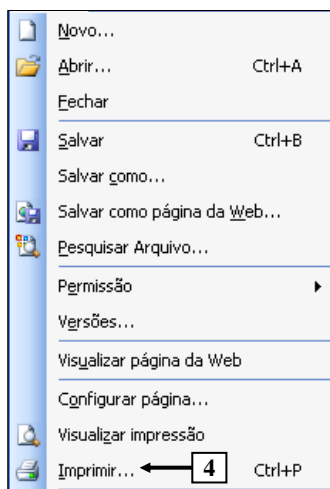 Novo...
Abrir... Ctrl+A
Fechar
Salvar Ctrl+B
Salvar como...
Salvar como página da Web...
Pesquisar Arquivo...
Permissão
Versões...
Visualizar página da Web
Configurar página...
Visualizar impressão
Imprimir... 4 Ctrl+P